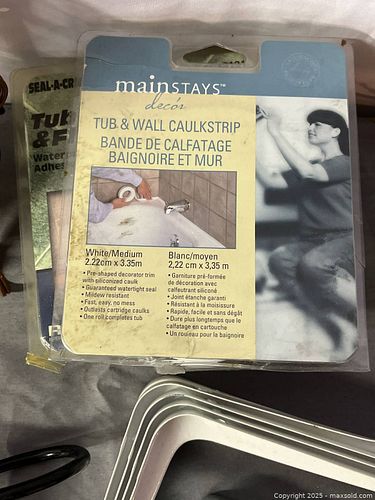 SEAL-A-CR
Tub
& F
Water
Adhes
mainstays™
decór
TUB & WALL CAULKSTRIP
BANDE DE CALFATAGE
BAIGNOIRE ET MUR
White/Medium
2.22cm x 3.35m
• Pre-shaped decorator trim
with siliconized caulk
• Guaranteed watertight seal
• Mildew resistant
• Fast, easy, no mess
• Outlasts cartridge caulks
• One roll completes tub
Blanc/moyen
2,22 cm x 3,35 m
• Garniture pré-formée
de décoration avec
calfeutrant siliconé
• Joint étanche garanti
• Résistant à la moisissure
• Rapide, facile et sans dégât
• Dure plus longtemps que le
calfatage en cartouche
• Un rouleau pour la baignoire
Copyright 2025 - maxsold.com